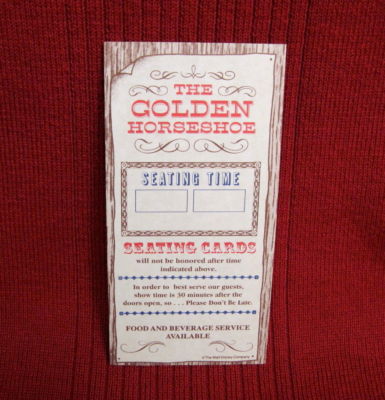 THE
GOLDEN
HORSESHOE
SEATING TIME
SEATING CARDS
will not be honored after time
indicated above.
In order to best serve our guests,
show time is 30 minutes after the
doors open, so . . . Please Don't Be Late.
FOOD AND BEVERAGE SERVICE
AVAILABLE
© The Walt Disney Company